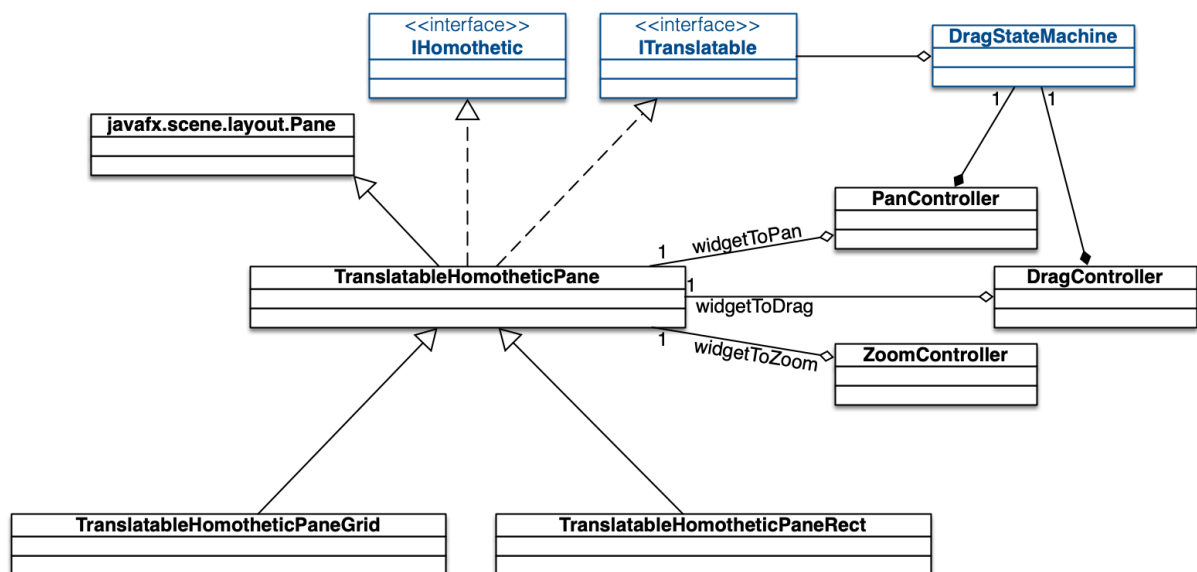 <<interface>>
IHomothetic
<<interface>>
ITranslatable
DragStateMachine
1
1
javafx.scene.layout.Pane
PanController
widgetToPan
1
TranslatableHomotheticPane
1
widgetToDrag
DragController
1
widgetToZoom
ZoomController
TranslatableHomotheticPaneGrid
TranslatableHomotheticPaneRect